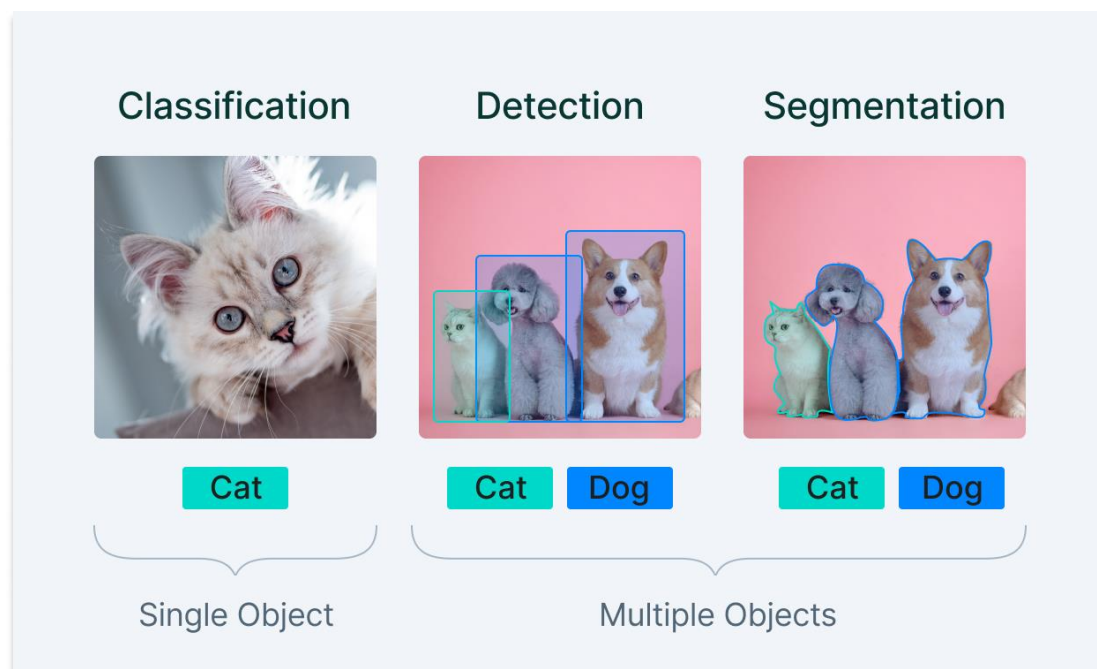 Classification
Detection
Segmentation
Cat
Cat
Dog
Cat
Dog
Single Object
Multiple Objects